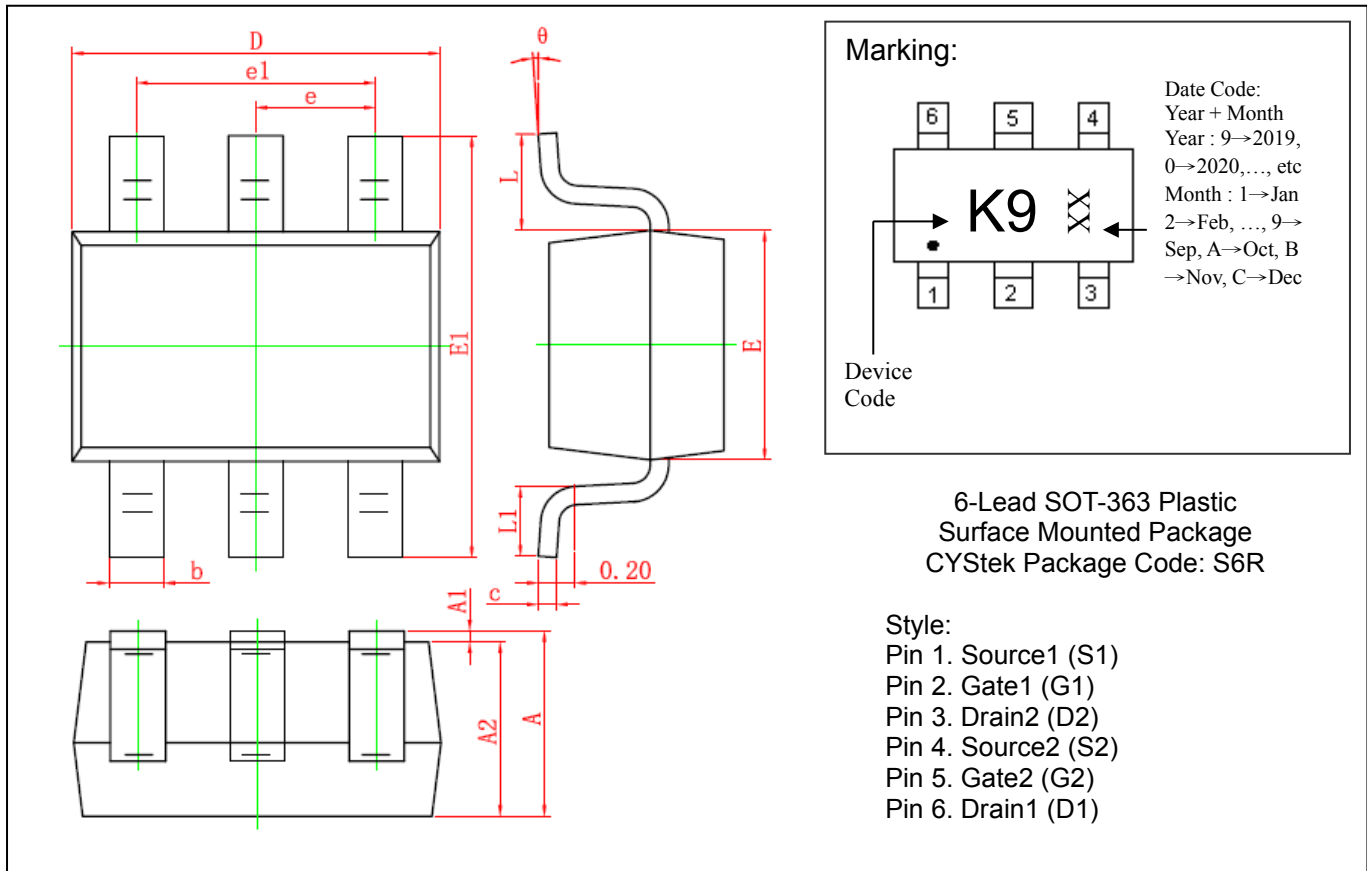 D
e1
e
E1
b
θ
L
E
L1
0.20
c
A1
A2
A
Marking:
6 5 4
K9 XX
1 2 3
Device
Code
Date Code:
Year + Month
Year : 9→2019,
0→2020,…, etc
Month : 1→Jan
2→Feb, …, 9→
Sep, A→Oct, B
→Nov, C→Dec
6-Lead SOT-363 Plastic
Surface Mounted Package
CYStek Package Code: S6R
Style:
Pin 1. Source1 (S1)
Pin 2. Gate1 (G1)
Pin 3. Drain2 (D2)
Pin 4. Source2 (S2)
Pin 5. Gate2 (G2)
Pin 6. Drain1 (D1)